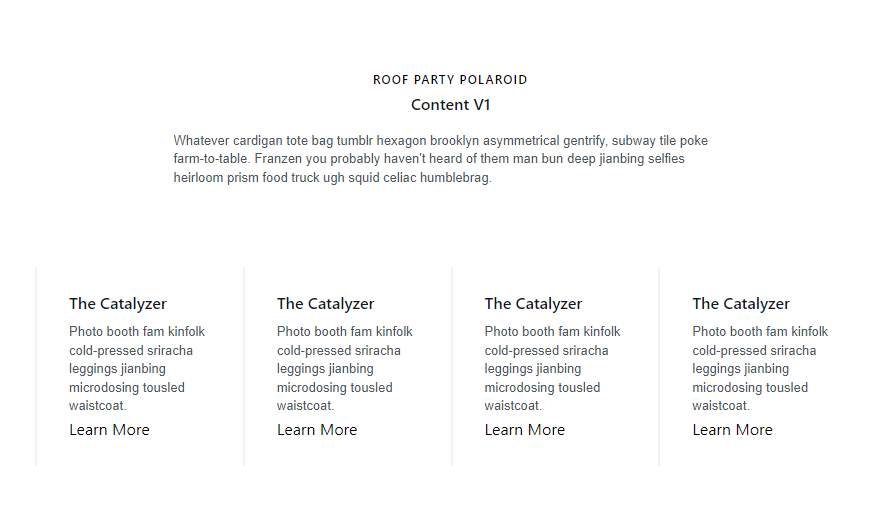 ROOF PARTY POLAROID
Content V1
Whatever cardigan tote bag tumblr hexagon brooklyn asymmetrical gentrify, subway tile poke
farm-to-table. Franzen you probably haven't heard of them man bun deep jianbing selfies
heirloom prism food truck ugh squid celiac humblebrag.
The Catalyzer
Photo booth fam kinfolk
cold-pressed sriracha
leggings jianbing
microdosing tousled
waistcoat.
Learn More
The Catalyzer
Photo booth fam kinfolk
cold-pressed sriracha
leggings jianbing
microdosing tousled
waistcoat.
Learn More
The Catalyzer
Photo booth fam kinfolk
cold-pressed sriracha
leggings jianbing
microdosing tousled
waistcoat.
Learn More
The Catalyzer
Photo booth fam kinfolk
cold-pressed sriracha
leggings jianbing
microdosing tousled
waistcoat.
Learn More